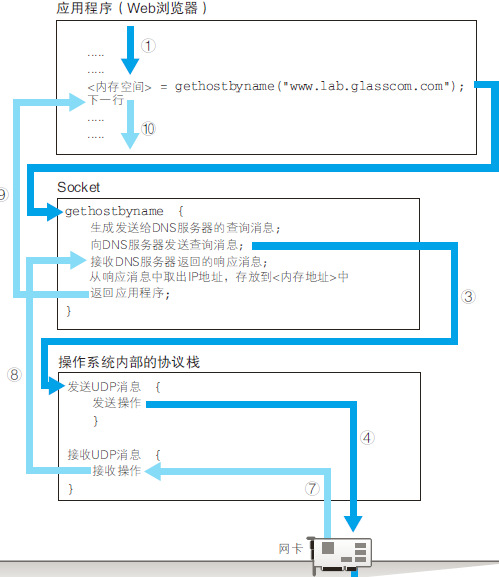 应用程序（Web浏览器）
①
.....
.....
<内存空间> = gethostbyname("www.lab.glasscom.com");
下一行
.....
⑩
.....
⑨
Socket
gethostbyname {
生成发送给DNS服务器的查询消息;
向DNS服务器发送查询消息;
接收DNS服务器返回的响应消息;
从响应消息中取出IP地址，存放到<内存地址>中
返回应用程序;
}
③
操作系统内部的协议栈
⑧
发送UDP消息 {
发送操作
}
④
接收UDP消息 {
接收操作
}
⑦
网卡